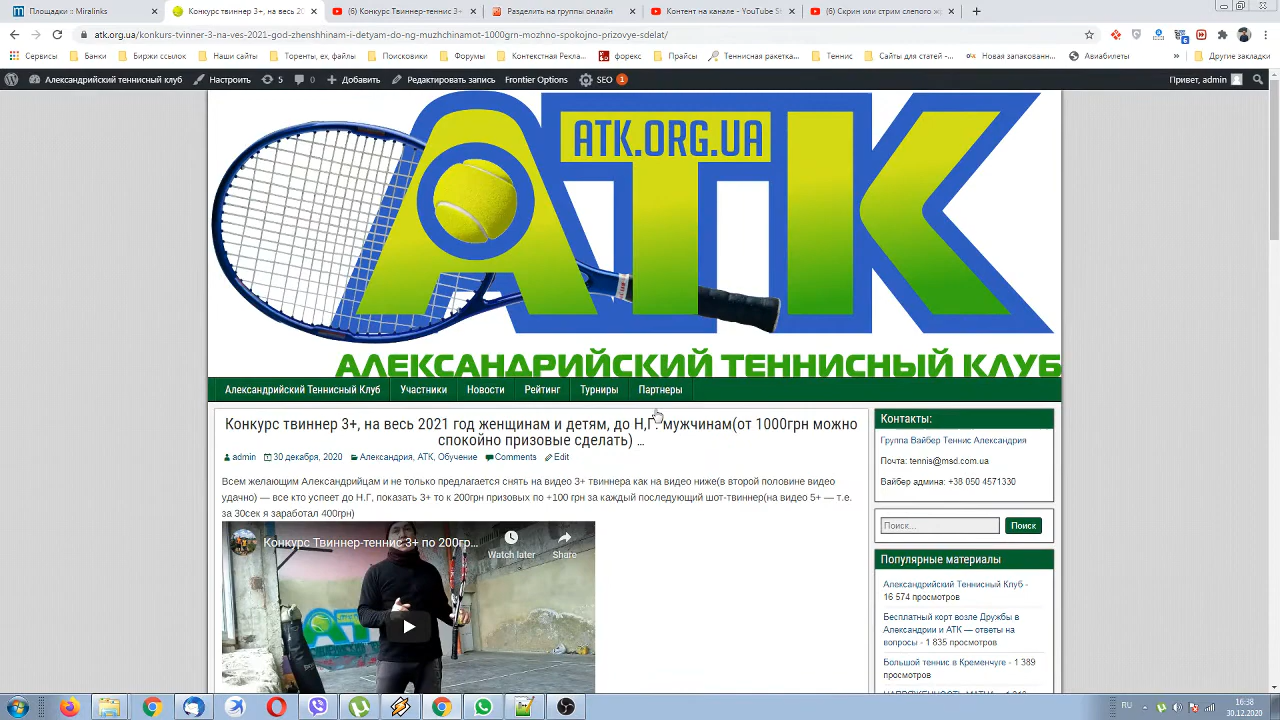 Площадки :: Miralinks
Конкурс твиннер 3+, на весь 20
(6) Конкурс Твиннер-теннис 3+
Разделить на группы онлайн
Контент на канале - YouTube St
(6) Скрин или стрим слепого жр
atk.org.ua/konkurs-tvinner-3-na-ves-2021-god-zhenshhinam-i-detyam-do-ng-muzhchinamot-1000grn-mozhno-spokojno-prizovye-sdelat/
Сервисы Банки Биржи ссылок Наши сайты Торенты, софт Поисковики Форумы Контекстная Рекла... форекс Прайсы Теннисная ракетка... Теннис Сайты для статей -... Новая запакованн... Авиабилеты » Другие закладки
Александрийский теннисный клуб Настроить 5 0 Добавить Редактировать запись Frontier Options SEO 1 Привет, admin
ATK.ORG.UA
АТК
АЛЕКСАНДРИЙСКИЙ ТЕННИСНЫЙ КЛУБ
Александрийский Теннисный Клуб Участники Новости Рейтинг Турниры Партнеры
Конкурс твиннер 3+, на весь 2021 год женщинам и детям, до Н,Г мужчинам(от 1000грн можно
спокойно призовые сделать) ...
admin 30 декабря, 2020 Александрия, АТК, Обучение Comments Edit
Всем желающим Александрийцам и не только предлагается снять на видео 3+ твиннера как на видео ниже(в второй половине видео
удачно) — все кто успеет до Н.Г, показать 3+ то к 200грн призовых по +100 грн за каждый последующий шот-твиннер(на видео 5+ — т.е.
за 30сек я заработал 400грн)
Конкурс Твиннер-теннис 3+ по 200гр...
Watch later
Share
Контакты:
Группа Вайбер Теннис Александрия
Почта: tennis@msd.com.ua
Вайбер админа: +38 050 4571330
Поиск...
Поиск
Популярные материалы
Александрийский Теннисный Клуб -
16 574 просмотров
Бесплатный корт возле Дружбы в
Александрии и АТК — ответы на
вопросы - 1 835 просмотров
Большой теннис в Кременчуге - 1 389
просмотров
RU
16:38
30.12.2020